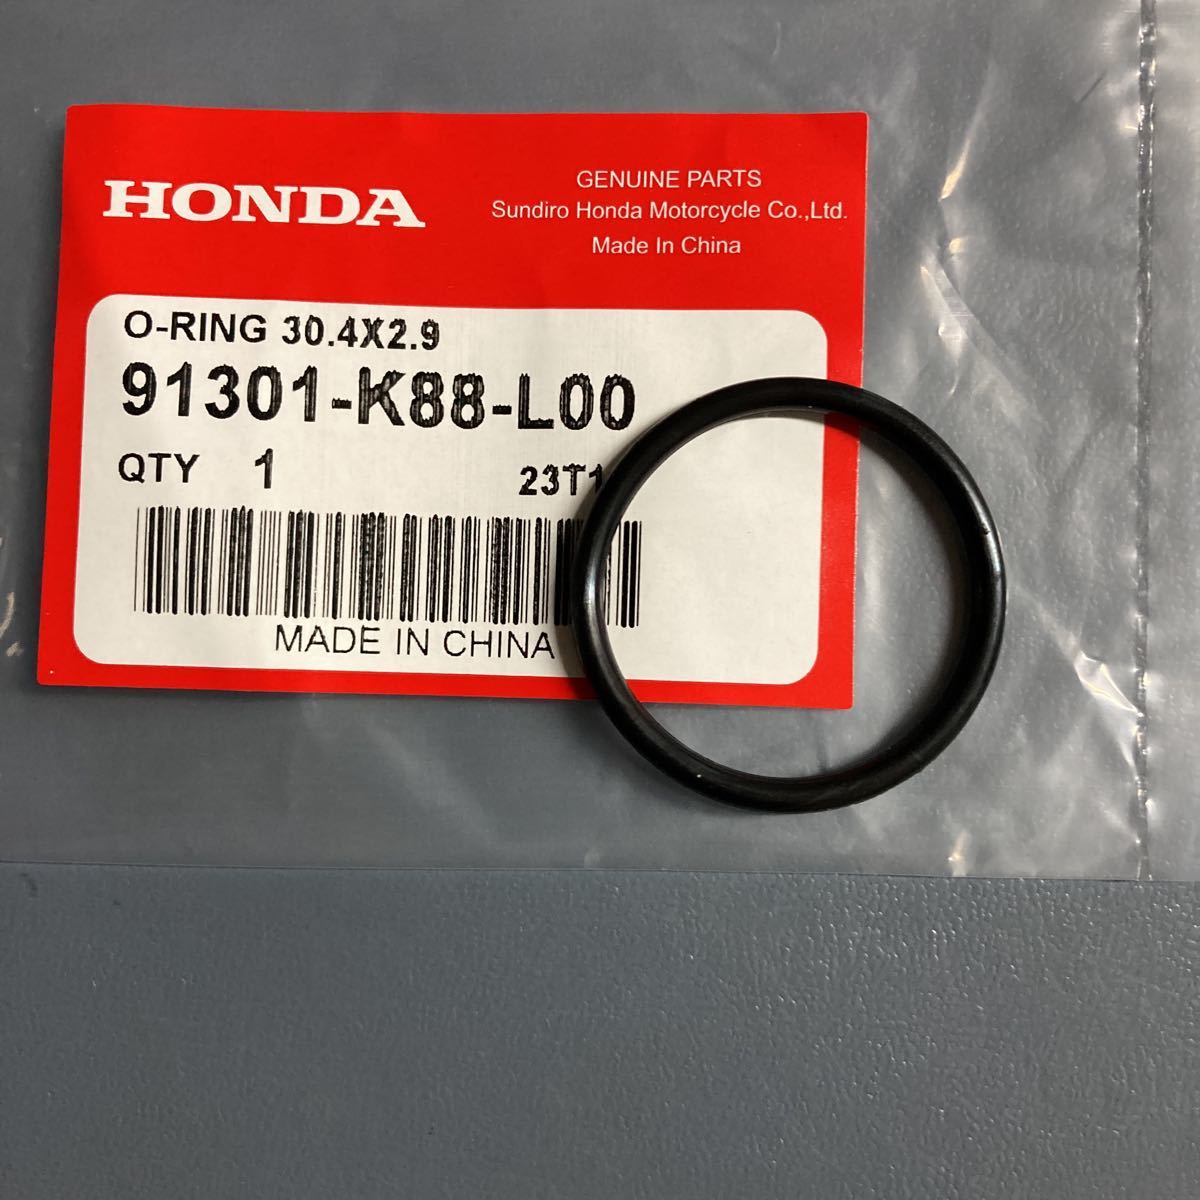 HONDA
GENUINE PARTS
Sundiro Honda Motorcycle Co.,Ltd.
Made In China
O-RING 30.4X2.9
91301-K88-L00
QTY 1 23T1
MADE IN CHINA